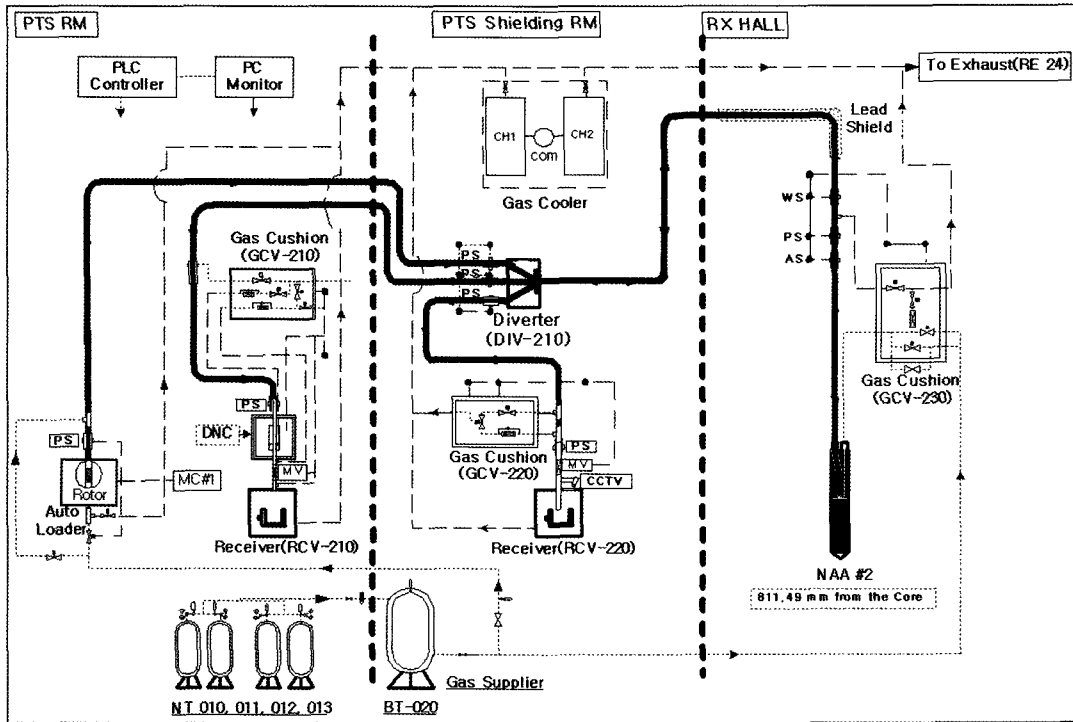 PTS RM
PTS Shielding RM
RX HALL
PLC
Controller
PC
Monitor
To Exhaust(RE 24)
CH1
CH2
com
Gas Cooler
Lead
Shield
WS
PS
AS
Gas Cushion
(GCV-210)
PS
PS
PS
Diverter
(DIV-210)
Gas Cushion
(GCV-230)
PS
DNC
MV
PS
Rotor
MC#1
Auto
Loader
Receiver(RCV-210)
Gas Cushion
(GCV-220)
PS
MV
CCTV
Receiver(RCV-220)
NAA #2
811,49 mm from the Core
Gas Supplier
NT 010, 011, 012, 013
BT-020